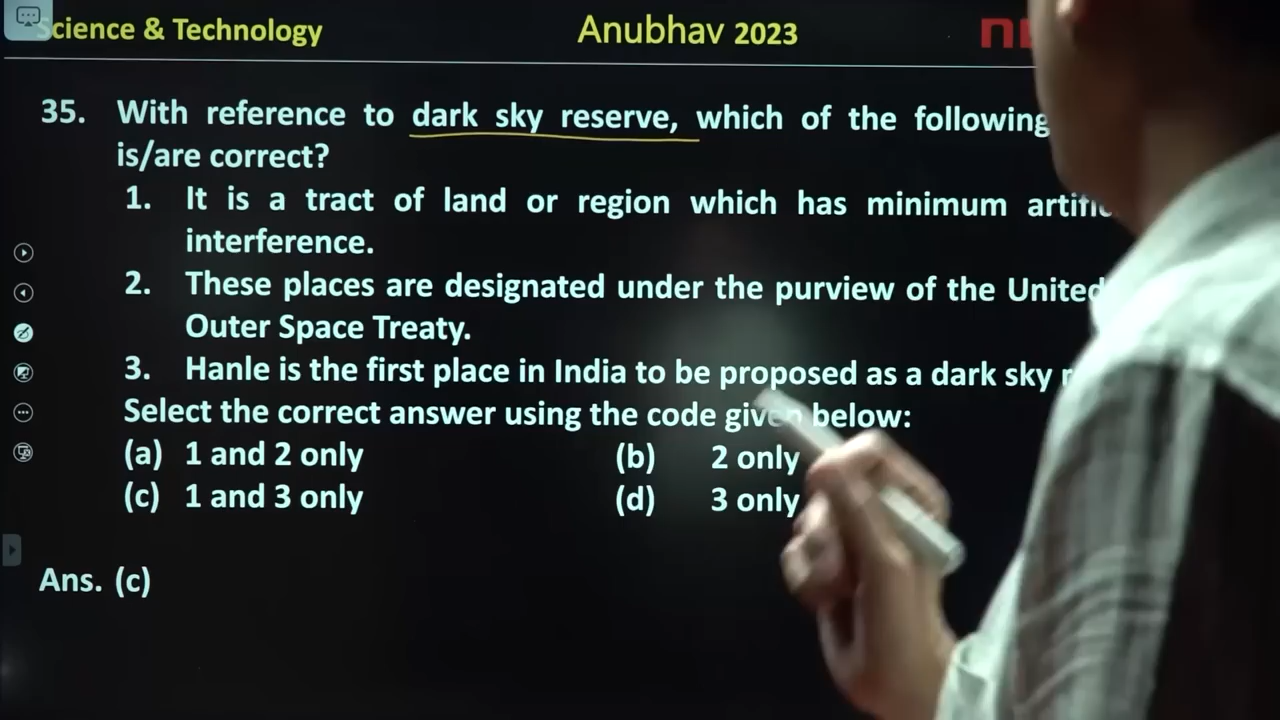 Science & Technology
Anubhav 2023
35. With reference to dark sky reserve, which of the following
is/are correct?
1. It is a tract of land or region which has minimum
interference.
2. These places are designated under the purview of the United
Outer Space Treaty.
3. Hanle is the first place in India to be proposed as a dark sky
Select the correct answer using the code given below:
(a) 1 and 2 only
(b) 2 only
(c) 1 and 3 only
(d) 3 only
Ans. (c)